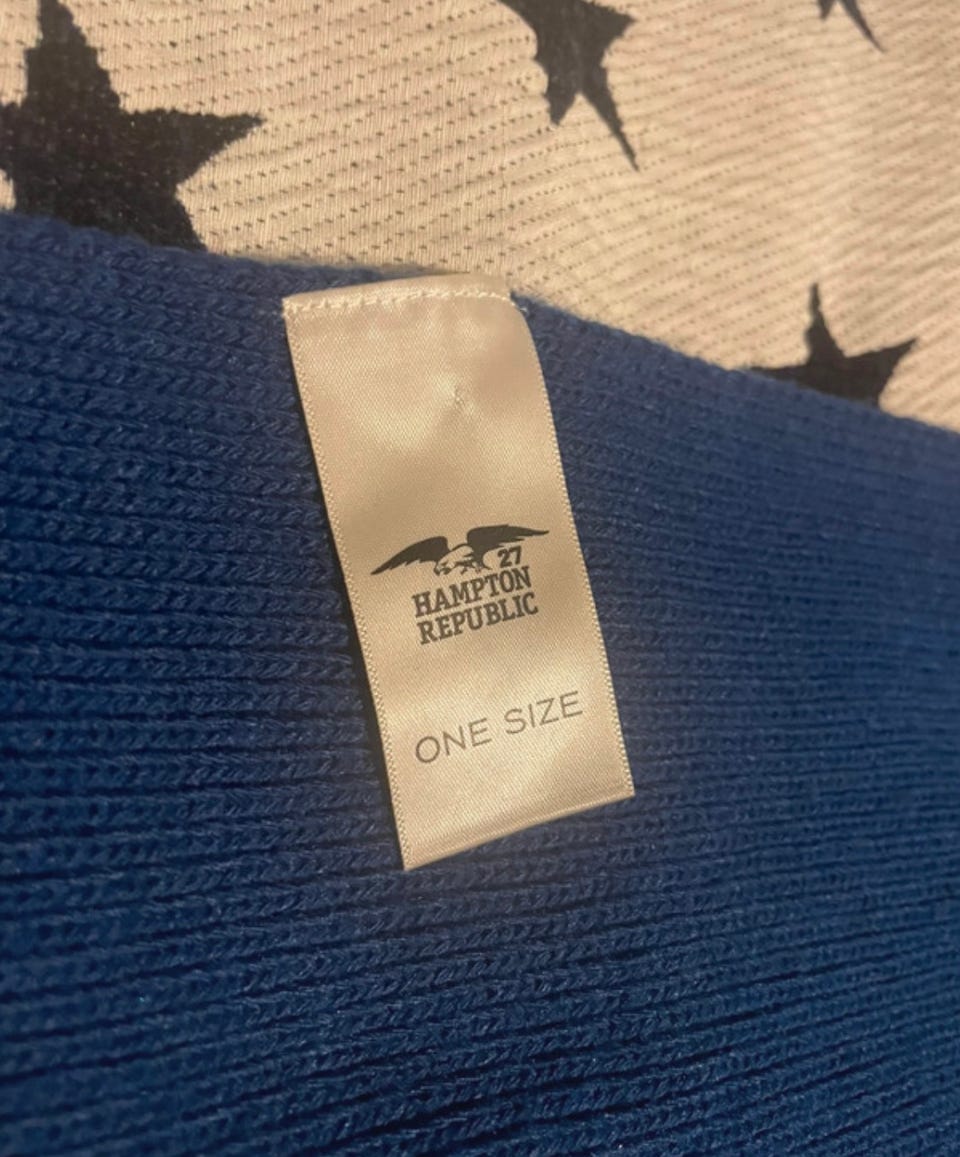 27
HAMPTON
REPUBLIC
ONE SIZE